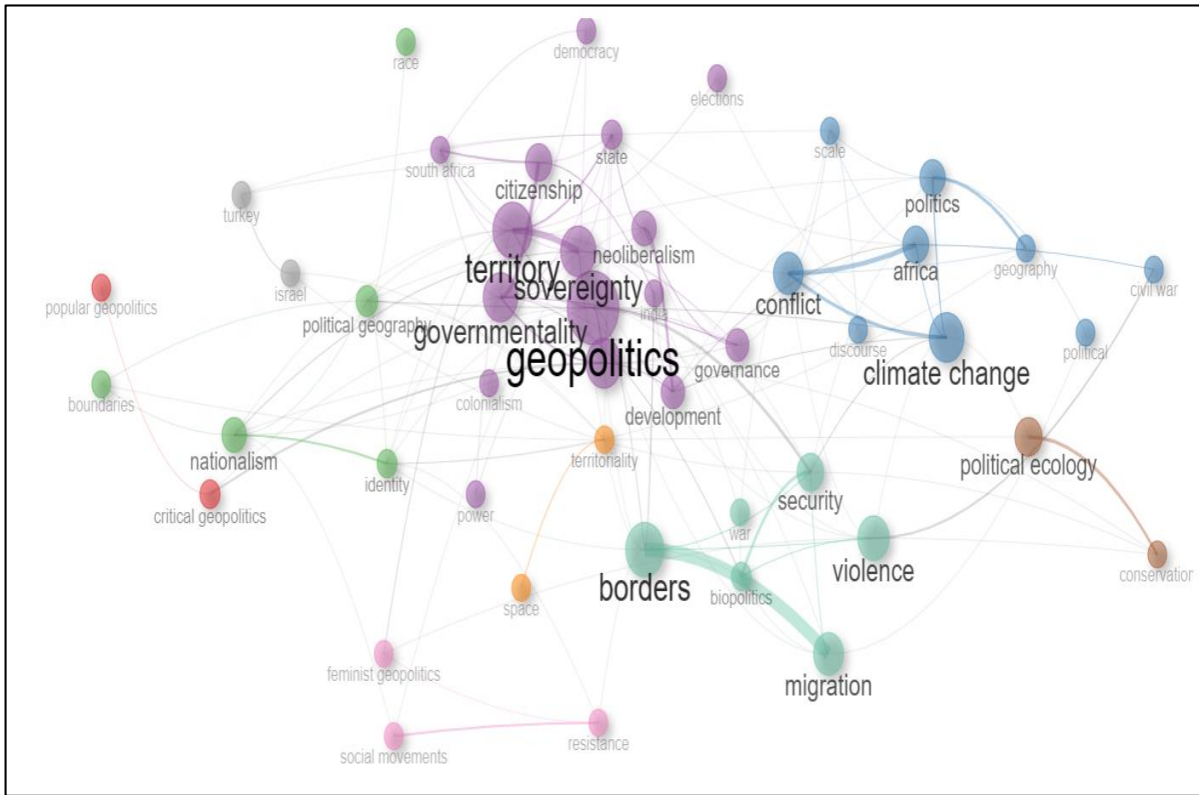 race
democracy
elections
south africa
state
scale
citizenship
politics
turkey
territory
neoliberalism
africa
geography
sovereignty
israel
conflict
civil war
popular geopolitics
political geography
governmentality
india
geopolitics
governance
discourse
political
climate change
boundaries
colonialism
development
nationalism
identity
territoriality
political ecology
critical geopolitics
power
security
war
violence
conservation
borders
biopolitics
space
feminist geopolitics
migration
social movements
resistance